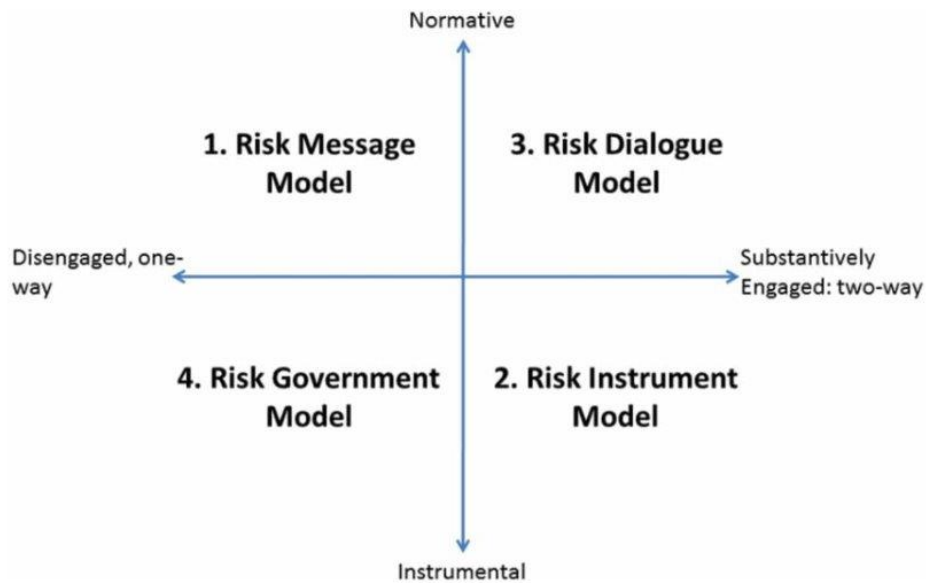 Normative
1. Risk Message
Model
3. Risk Dialogue
Model
Disengaged, one-
way
Substantively
Engaged: two-way
4. Risk Government
Model
2. Risk Instrument
Model
Instrumental